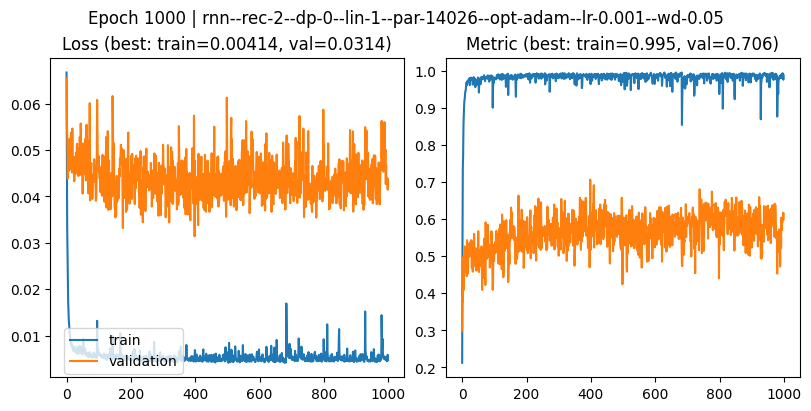 Epoch 1000 | rnn--rec-2--dp-0--lin-1--par-14026--opt-adam--lr-0.001--wd-0.05
Loss (best: train=0.00414, val=0.0314)
0.06
0.05
0.04
0.03
0.02
0.01
train
validation
0 200 400 600 800 1000
Metric (best: train=0.995, val=0.706)
1.0
0.9
0.8
0.7
0.6
0.5
0.4
0.3
0.2
0 200 400 600 800 1000